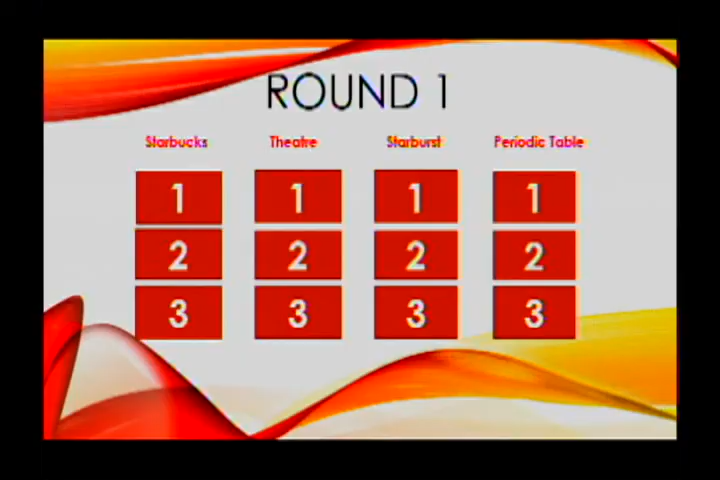 ROUND 1
Starbucks Theatre Starburst Periodic Table
1 1 1 1
2 2 2 2
3 3 3 3